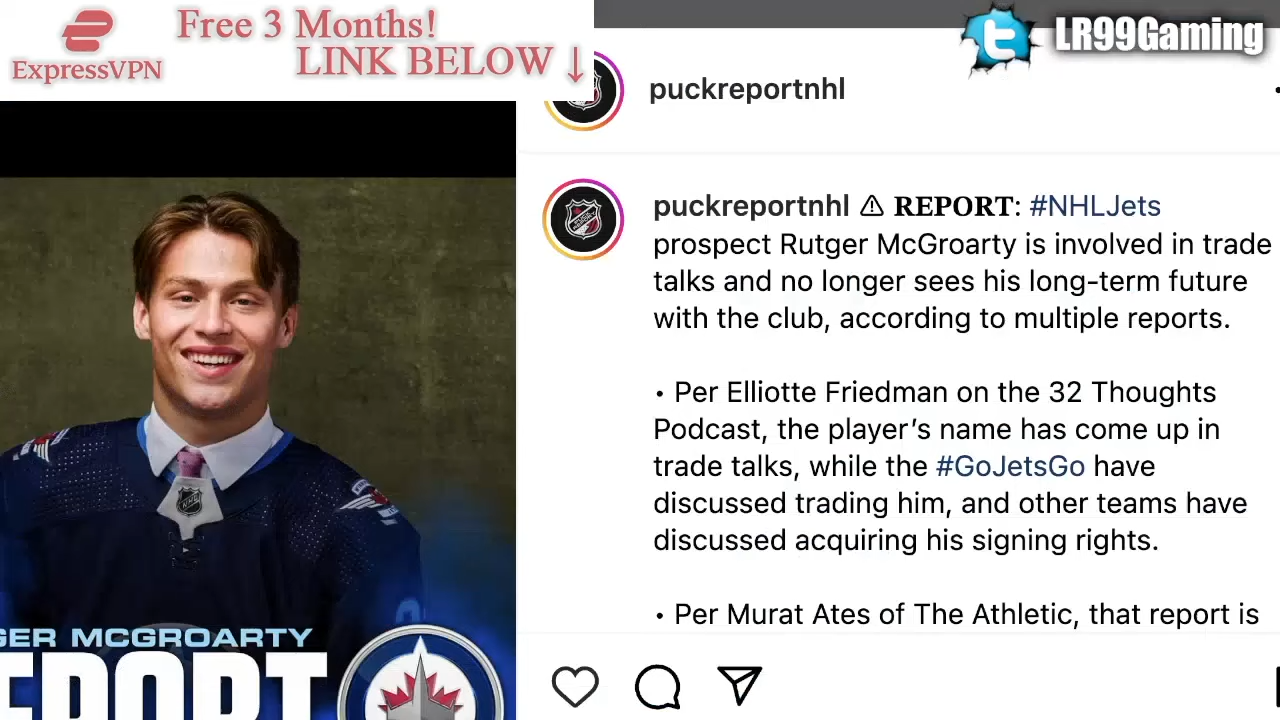 ExpressVPN
Free 3 Months!
LINK BELOW ↓
LR99Gaming
puckreportnhl
puckreportnhl ⚠ REPORT: #NHLJets
prospect Rutger McGroarty is involved in trade
talks and no longer sees his long-term future
with the club, according to multiple reports.
• Per Elliotte Friedman on the 32 Thoughts
Podcast, the player’s name has come up in
trade talks, while the #GoJetsGo have
discussed trading him, and other teams have
discussed acquiring his signing rights.
• Per Murat Ates of The Athletic, that report is
GER MCGROARTY
EPORT